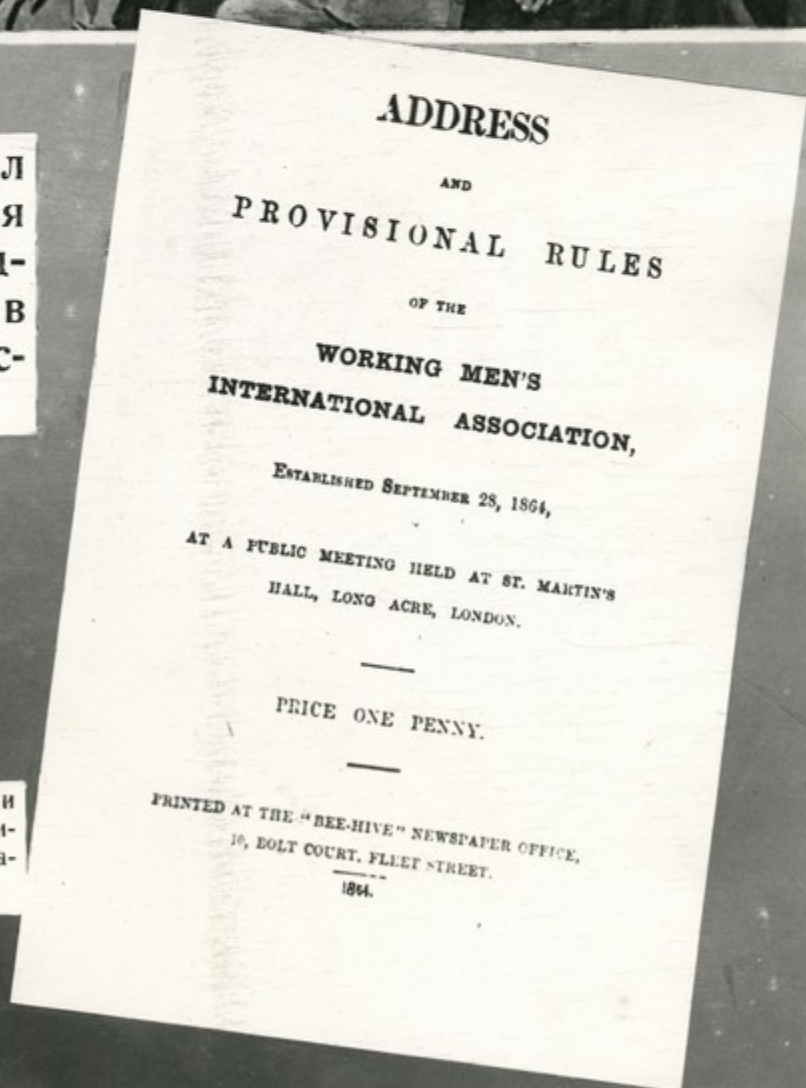 ADDRESS
AND
PROVISIONAL RULES
OF THE
WORKING MEN'S
INTERNATIONAL ASSOCIATION,
ESTABLISHED SEPTEMBER 28, 1864,
AT A PUBLIC MEETING HELD AT ST. MARTIN'S
HALL, LONG ACRE, LONDON.
PRICE ONE PENNY.
PRINTED AT THE "BEE-HIVE" NEWSPAPER OFFICE,
10, BOLT COURT, FLEET STREET.
1864.
Л
Я
В
С-
И